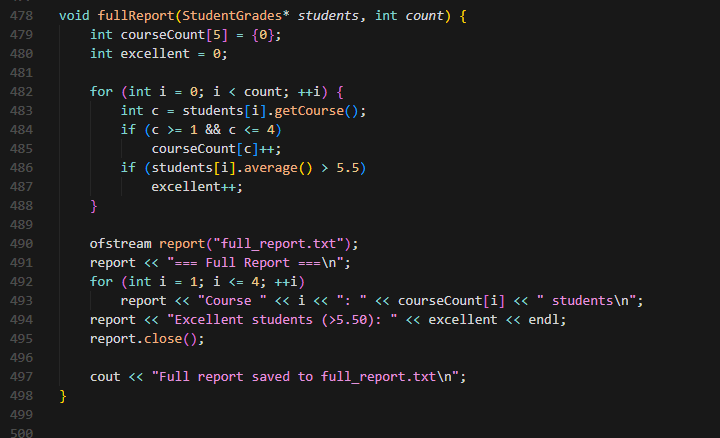 478 void fullReport(StudentGrades* students, int count) {
479     int courseCount[5] = {0};
480     int excellent = 0;
481
482     for (int i = 0; i < count; ++i) {
483         int c = students[i].getCourse();
484         if (c >= 1 && c <= 4)
485             courseCount[c]++;
486         if (students[i].average() > 5.5)
487             excellent++;
488     }
489
490     ofstream report("full_report.txt");
491     report << "=== Full Report ===\n";
492     for (int i = 1; i <= 4; ++i)
493         report << "Course " << i << ": " << courseCount[i] << " students\n";
494     report << "Excellent students (>5.50): " << excellent << endl;
495     report.close();
496
497     cout << "Full report saved to full_report.txt\n";
498 }
499
500